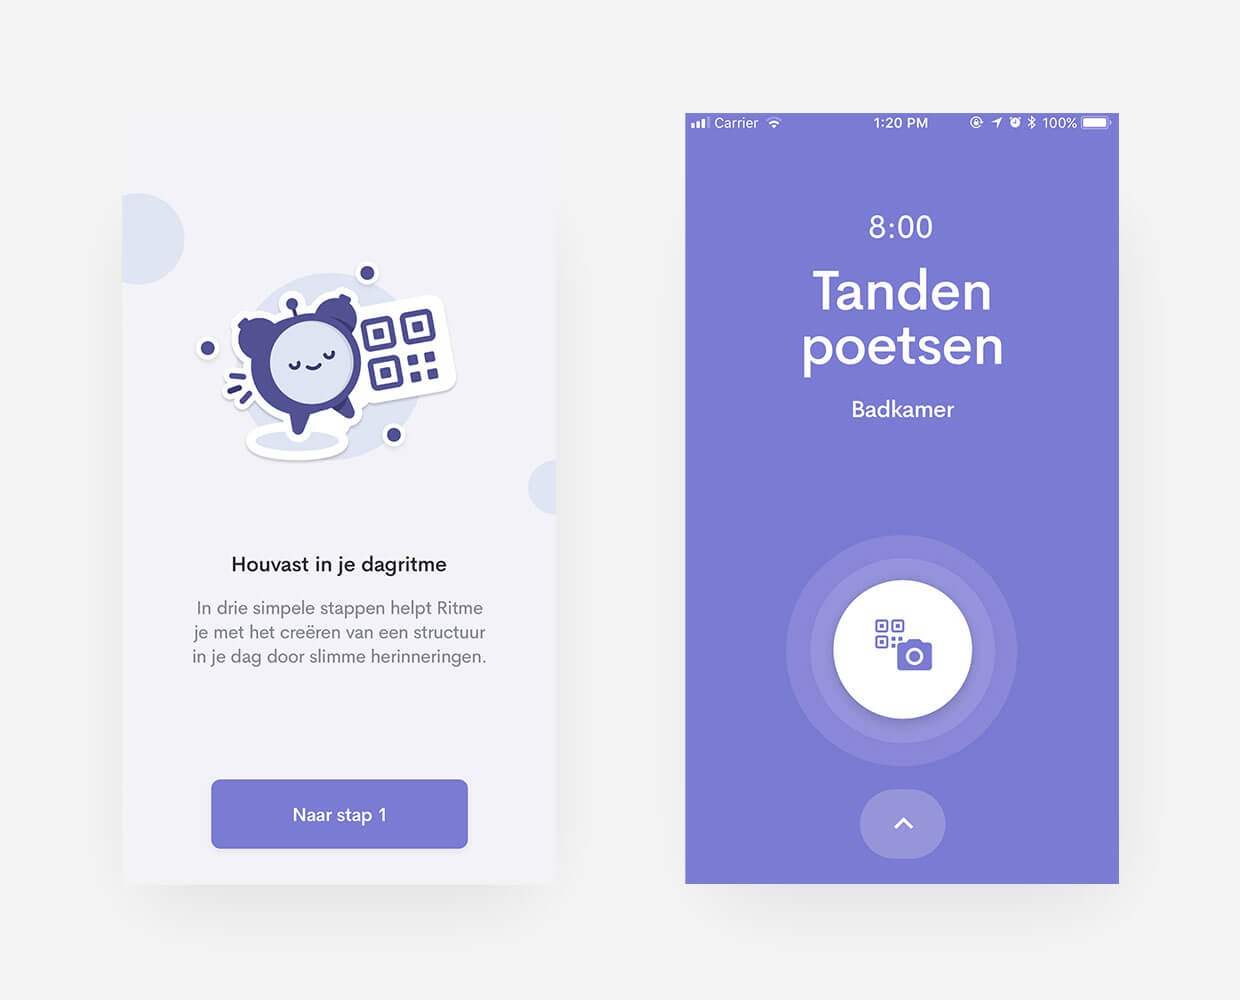 Houvast in je dagritme
In drie simpele stappen helpt Ritme
je met het creëren van een structuur
in je dag door slimme herinneringen.
Naar stap 1
Carrier 1:20 PM 100%
8:00
Tanden
poetsen
Badkamer